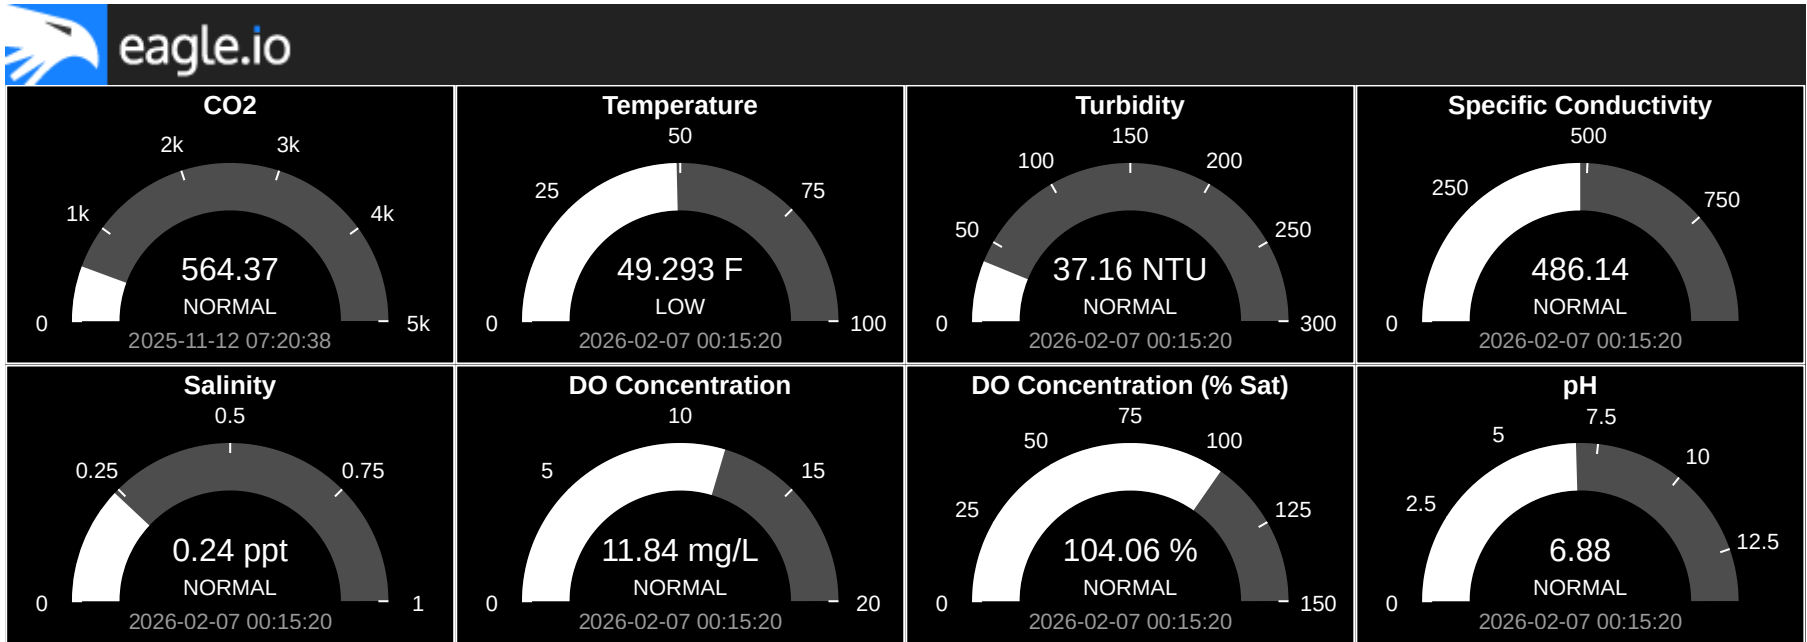 eagle.io
CO2
2k
3k
1k
4k
564.37
NORMAL
0
5k
2025-11-12 07:20:38
Temperature
50
25
75
49.293 F
LOW
0
100
2026-02-07 00:15:20
Turbidity
150
100
200
50
250
37.16 NTU
NORMAL
0
300
2026-02-07 00:15:20
Specific Conductivity
500
250
750
486.14
NORMAL
0
2026-02-07 00:15:20
Salinity
0.5
0.25
0.75
0.24 ppt
NORMAL
0
1
2026-02-07 00:15:20
DO Concentration
10
5
15
11.84 mg/L
NORMAL
0
20
2026-02-07 00:15:20
DO Concentration (% Sat)
75
50
100
25
125
104.06 %
NORMAL
0
150
2026-02-07 00:15:20
pH
7.5
5
10
2.5
12.5
6.88
NORMAL
0
2026-02-07 00:15:20